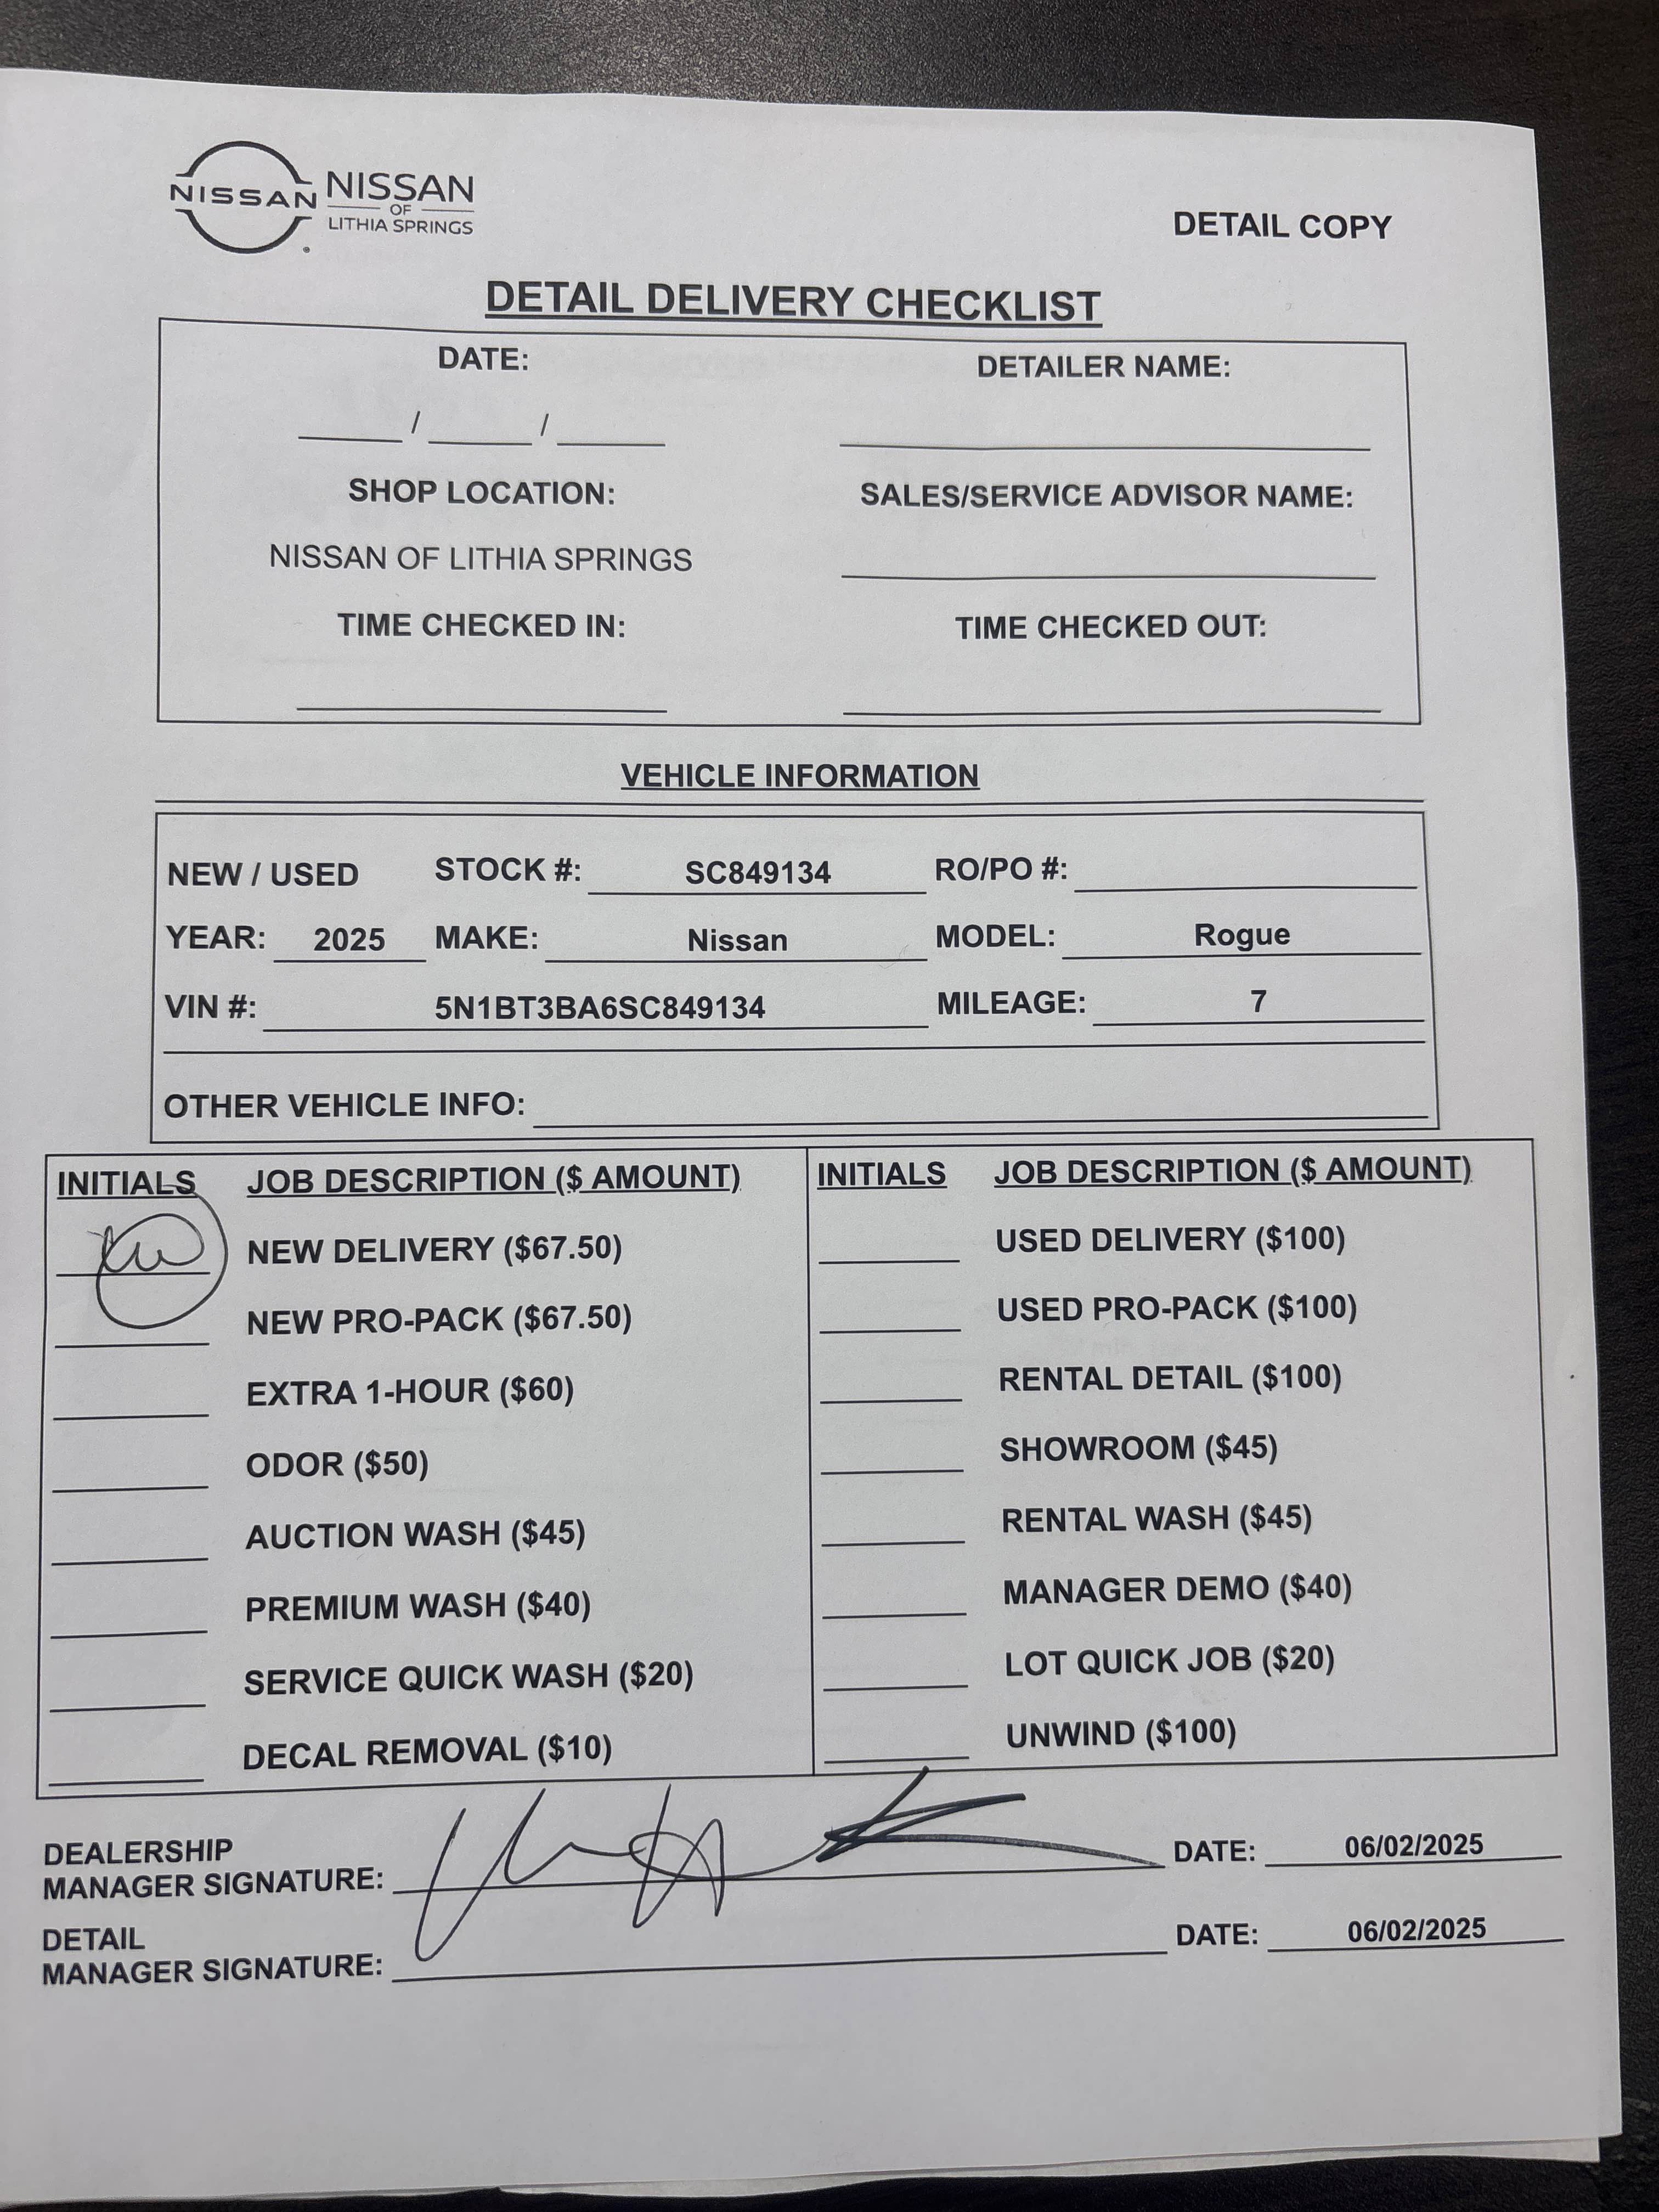 NISSAN NISSAN
OF
LITHIA SPRINGS
DETAIL COPY
DETAIL DELIVERY CHECKLIST
DATE: DETAILER NAME:
____ / ____ / ____ ____
SHOP LOCATION: SALES/SERVICE ADVISOR NAME:
NISSAN OF LITHIA SPRINGS ____
TIME CHECKED IN: TIME CHECKED OUT:
VEHICLE INFORMATION
NEW / USED STOCK #: SC849134 RO/PO #:
YEAR: 2025 MAKE: Nissan MODEL: Rogue
VIN #: 5N1BT3BA6SC849134 MILEAGE: 7
OTHER VEHICLE INFO:
INITIALS JOB DESCRIPTION ($ AMOUNT) INITIALS JOB DESCRIPTION ($ AMOUNT)
NEW DELIVERY ($67.50) USED DELIVERY ($100)
NEW PRO-PACK ($67.50) USED PRO-PACK ($100)
EXTRA 1-HOUR ($60) RENTAL DETAIL ($100)
ODOR ($50) SHOWROOM ($45)
AUCTION WASH ($45) RENTAL WASH ($45)
PREMIUM WASH ($40) MANAGER DEMO ($40)
SERVICE QUICK WASH ($20) LOT QUICK JOB ($20)
DECAL REMOVAL ($10) UNWIND ($100)
DEALERSHIP
MANAGER SIGNATURE: DATE: 06/02/2025
DETAIL
MANAGER SIGNATURE: DATE: 06/02/2025